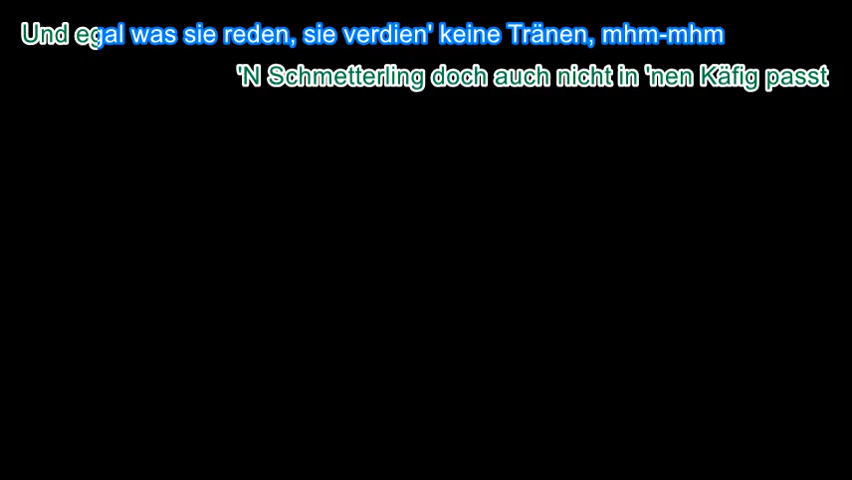 Und egal was sie reden, sie verdien' keine Tränen, mhm-mhm
'N Schmetterling doch auch nicht in 'nen Käfig passt